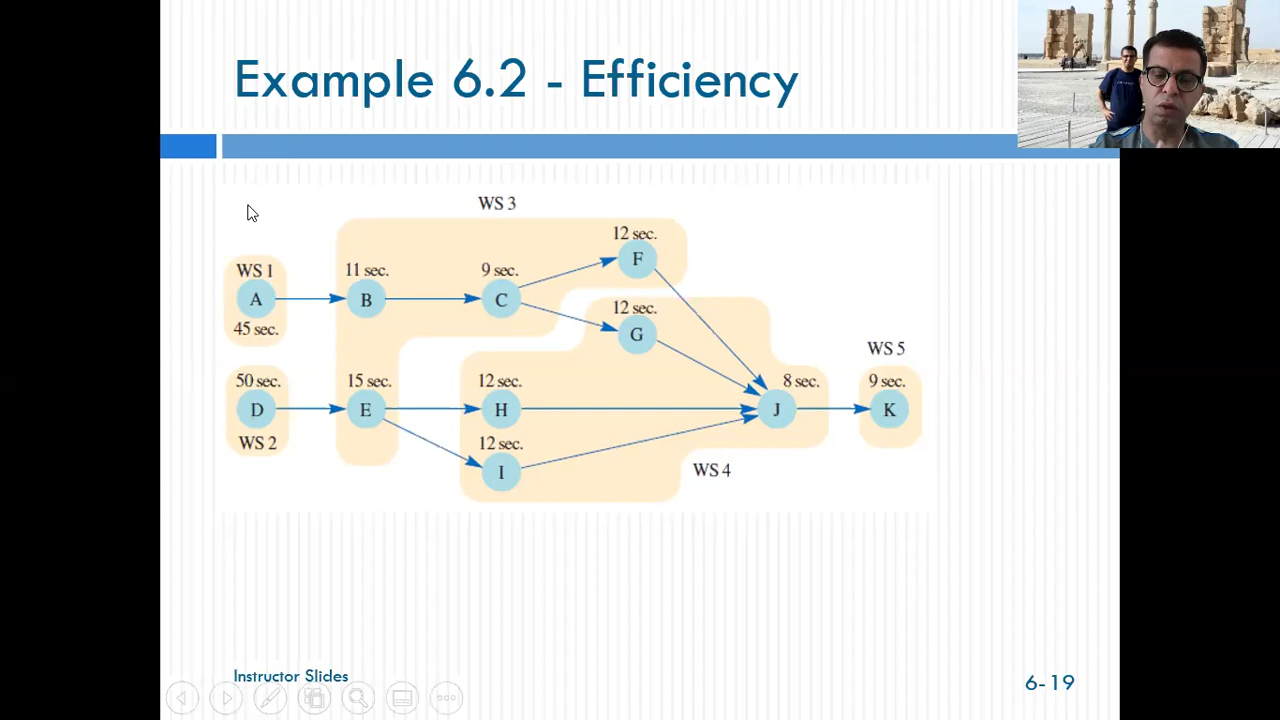 Example 6.2 - Efficiency
WS 3
12 sec.
F
WS 1
11 sec.
9 sec.
A
B
C
12 sec.
G
45 sec.
WS 5
50 sec.
15 sec.
12 sec.
8 sec.
9 sec.
D
E
H
J
K
WS 2
12 sec.
I
WS 4
Instructor Slides
6-19